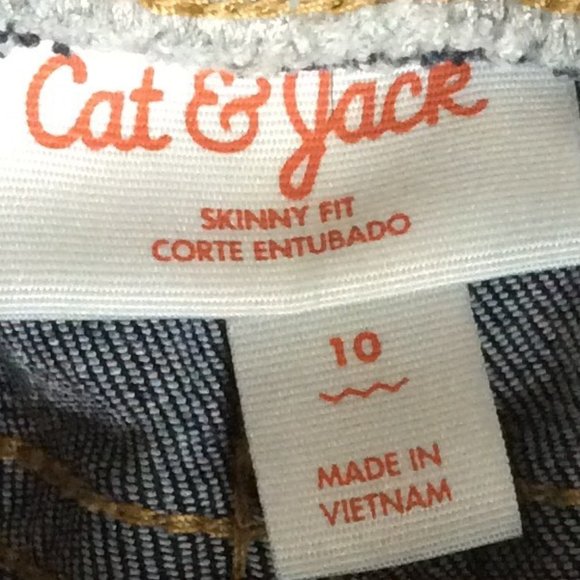 Cat & Jack
SKINNY FIT
CORTE ENTUBADO
10
MADE IN
VIETNAM